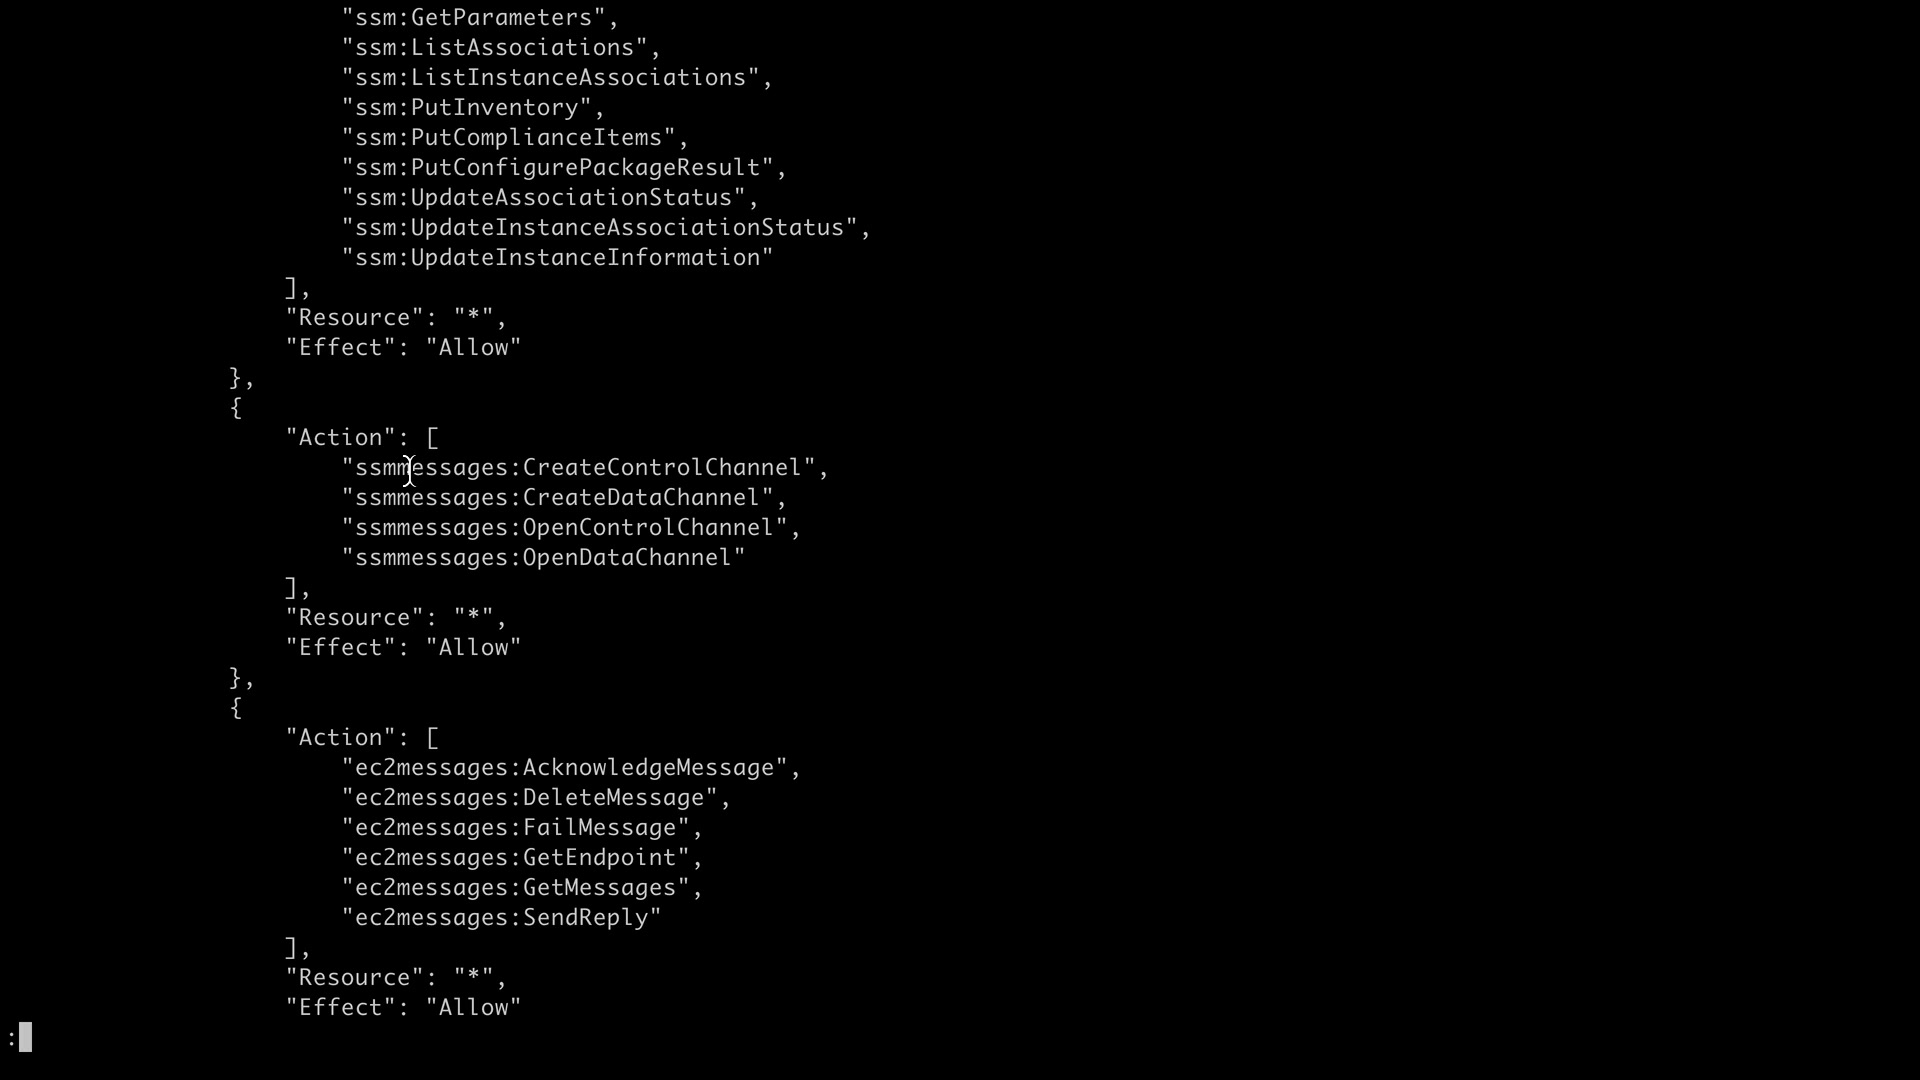 "ssm:GetParameters",
"ssm:ListAssociations",
"ssm:ListInstanceAssociations",
"ssm:PutInventory",
"ssm:PutComplianceItems",
"ssm:PutConfigurePackageResult",
"ssm:UpdateAssociationStatus",
"ssm:UpdateInstanceAssociationStatus",
"ssm:UpdateInstanceInformation"
],
"Resource": "*",
"Effect": "Allow"
},
{
"Action": [
"ssmmessages:CreateControlChannel",
"ssmmessages:CreateDataChannel",
"ssmmessages:OpenControlChannel",
"ssmmessages:OpenDataChannel"
],
"Resource": "*",
"Effect": "Allow"
},
{
"Action": [
"ec2messages:AcknowledgeMessage",
"ec2messages:DeleteMessage",
"ec2messages:FailMessage",
"ec2messages:GetEndpoint",
"ec2messages:GetMessages",
"ec2messages:SendReply"
],
"Resource": "*",
"Effect": "Allow"
: